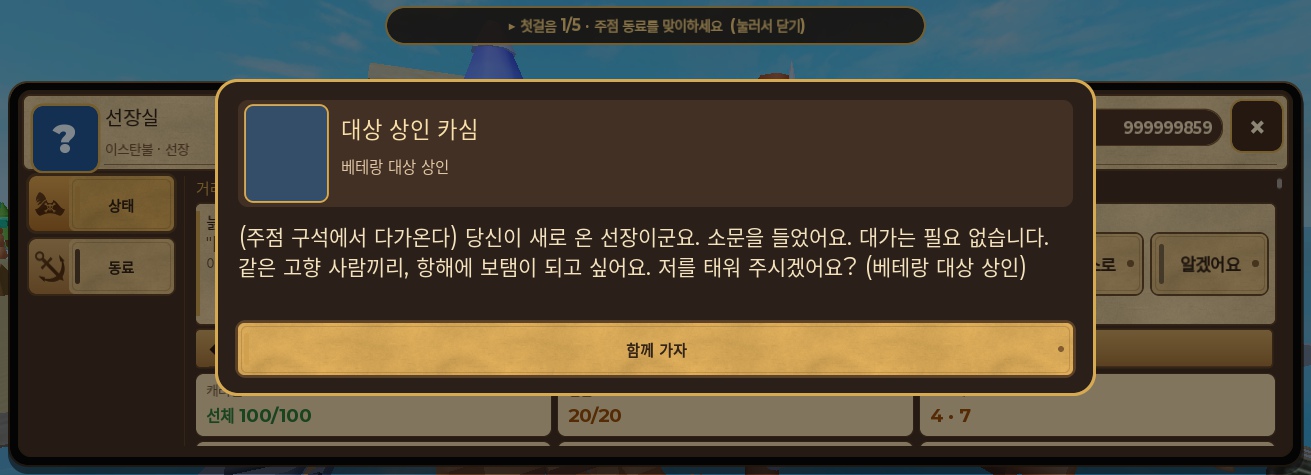 ▸ 첫걸음 1/5 · 주점 동료를 맞이하세요 (눌러서 닫기)
?
선장실
이스탄불 · 선장
999999859
×
대상 상인 카심
베테랑 대상 상인
상태
동료
(주점 구석에서 다가온다) 당신이 새로 온 선장이군요. 소문을 들었어요. 대가는 필요 없습니다.
같은 고향 사람끼리, 항해에 보탬이 되고 싶어요. 저를 태워 주시겠어요? (베테랑 대상 상인)
알겠어요
함께 가자
선체 100/100
20/20
4 · 7